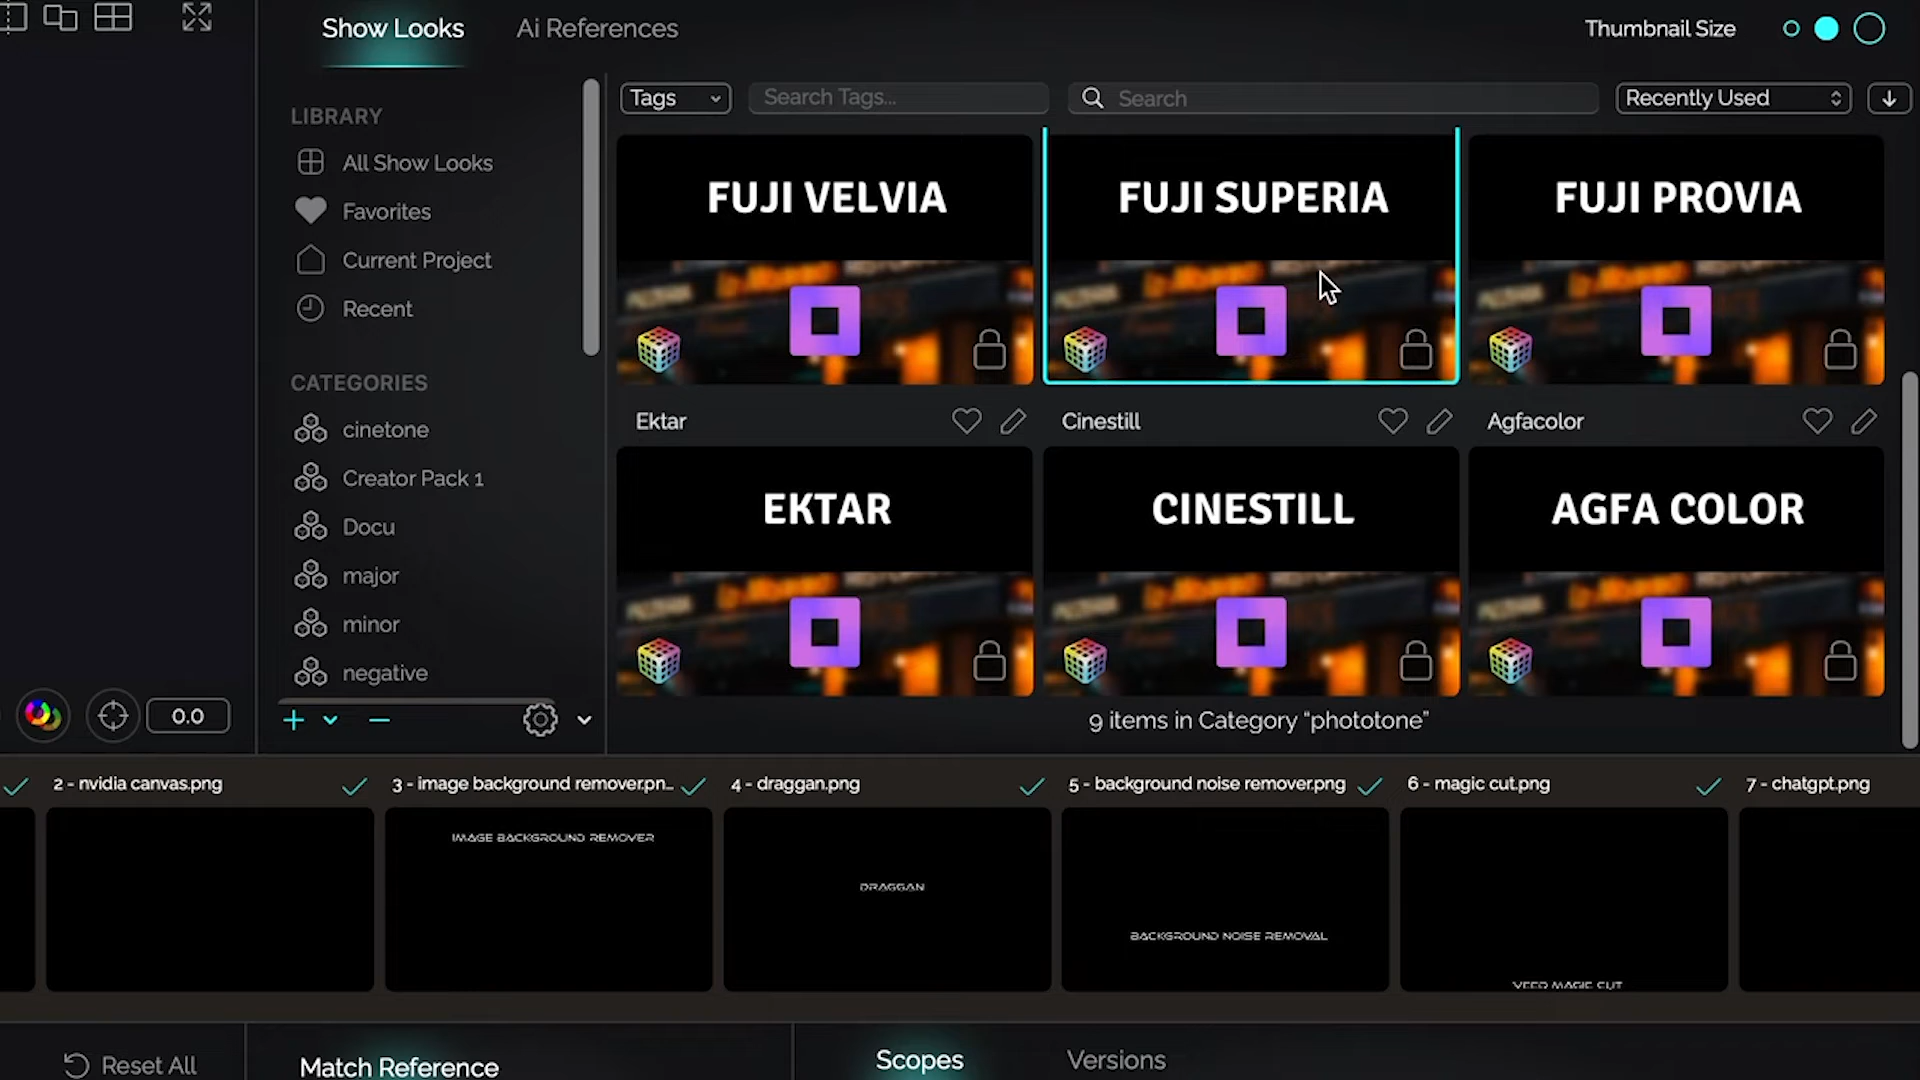 Show Looks
Ai References
Thumbnail Size
Tags
Search Tags...
Search
Recently Used
LIBRARY
All Show Looks
Favorites
Current Project
Recent
CATEGORIES
cinetone
Creator Pack 1
Docu
major
minor
negative
FUJI VELVIA
FUJI SUPERIA
FUJI PROVIA
Ektar
Cinestill
Agfacolor
EKTAR
CINESTILL
AGFA COLOR
0.0
9 items in Category “phototone”
2 - nvidia canvas.png
3 - image background remover.pn...
4 - draggan.png
5 - background noise remover.png
6 - magic cut.png
7 - chatgpt.png
IMAGE BACKGROUND REMOVER
DRAGGAN
BACKGROUND NOISE REMOVAL
VEED MAGIC CUT
Reset All
Match Reference
Scopes
Versions